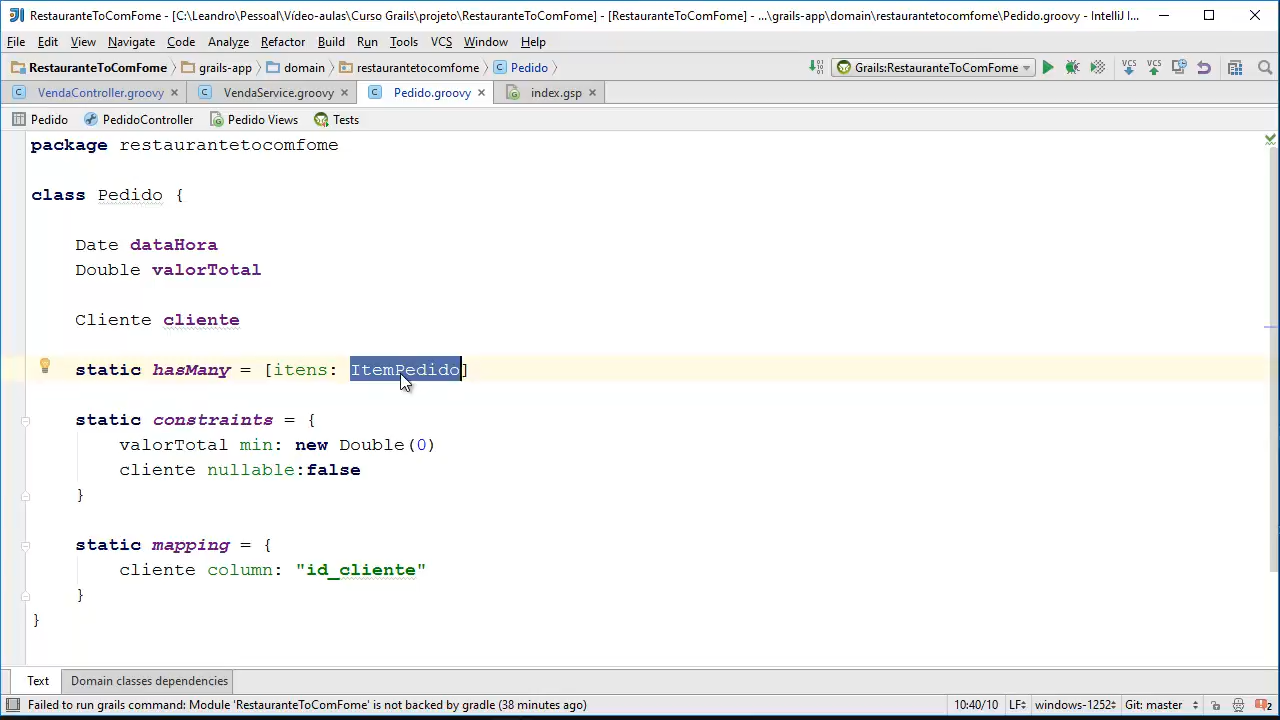 RestauranteToComFome - [C:\Leandro\Pessoal\Vídeo-aulas\Curso Grails\projeto\RestauranteToComFome] - [RestauranteToComFome] - ...\grails-app\domain\restaurantetocomfome\Pedido.groovy - IntelliJ I...
File Edit View Navigate Code Analyze Refactor Build Run Tools VCS Window Help
RestauranteToComFome grails-app domain restaurantetocomfome Pedido Grails:RestauranteToComFome VCS VCS
VendaController.groovy VendaService.groovy Pedido.groovy index.gsp
Pedido PedidoController Pedido Views Tests
package restaurantetocomfome
class Pedido {
Date dataHora
Double valorTotal
Cliente cliente
static hasMany = [itens: ItemPedido]
static constraints = {
valorTotal min: new Double(0)
cliente nullable:false
}
static mapping = {
cliente column: "id_cliente"
}
}
Text Domain classes dependencies
Failed to run grails command: Module 'RestauranteToComFome' is not backed by gradle (38 minutes ago) 10:40/10 LF windows-1252 Git: master 2